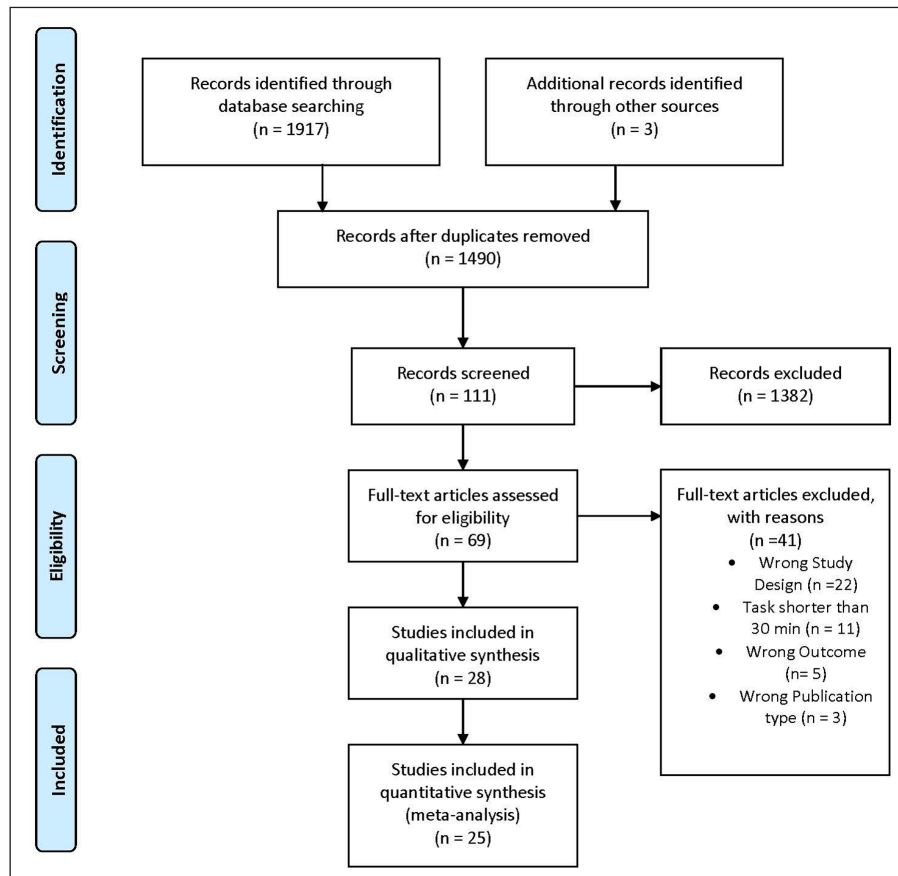 Identification
Records identified through
database searching
(n = 1917)
Additional records identified
through other sources
(n = 3)
Records after duplicates removed
(n = 1490)
Screening
Records screened
(n = 111)
Records excluded
(n = 1382)
Eligibility
Full-text articles assessed
for eligibility
(n = 69)
Full-text articles excluded,
with reasons
(n =41)
• Wrong Study
Design (n =22)
• Task shorter than
30 min (n = 11)
• Wrong Outcome
(n= 5)
• Wrong Publication
type (n = 3)
Studies included in
qualitative synthesis
(n = 28)
Included
Studies included in
quantitative synthesis
(meta-analysis)
(n = 25)